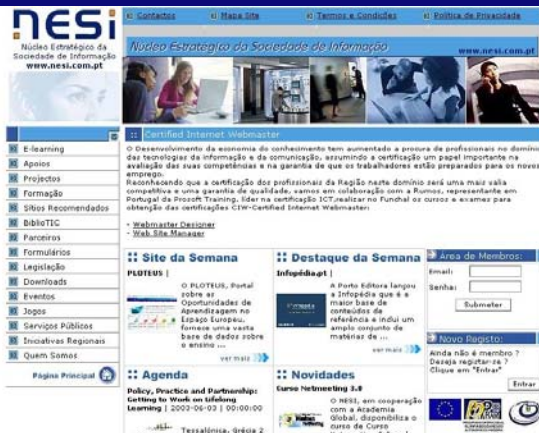 nesi
Núcleo Estratégico da
Sociedade de Informação
www.nesi.com.pt
Contactos
Mapa Site
Termos e Condições
Política de Privacidade
Núcleo Estratégico da Sociedade de Informação
www.nesi.com.pt
E-learning
Apoios
Projectos
Formação
Sítios Recomendados
BiblioTIC
Parceiros
Formulários
Legislação
Downloads
Eventos
Jogos
Serviços Públicos
Iniciativas Regionais
Quem Somos
Página Principal
:: Certified Internet Webmaster
O Desenvolvimento da economia do conhecimento tem aumentado a procura de profissionais no domínio
das tecnologias da informação e da comunicação, assumindo a certificação um papel importante na
avaliação das suas competências e na garantia de que os trabalhadores estão preparados para os novos
empregos.
Reconhecendo que a certificação dos profissionais da Região neste domínio será uma mais valia
competitiva e uma garantia de qualidade, vamos em colaboração com a Rumos, representante em
Portugal da Prosoft Training, líder na certificação ICT,realizar no Funchal os cursos e exames para
obtenção das certificações CIW-Certified Internet Webmaster:
- Webmaster Designer
- Web Site Manager
:: Site da Semana
PLOTEUS |
O PLOTEUS, Portal
sobre as
Oportunidades de
Aprendizagem no
Espaço Europeu,
fornece uma vasta
base de dados sobre
o ensino ...
ver mais
:: Destaque da Semana
Infopédia.pt |
A Porto Editora lançou
a Infopédia que é a
maior base de
conteúdos da
referência e inclui um
amplo conjunto de
matérias de ...
ver mais
Área de Membros:
Email:
Senha:
Submeter
Novo Registo:
Ainda não é membro ?
Deseja registar-se ?
Clique em "Entrar"
Entrar
:: Agenda
Policy, Practice and Partnership:
Getting to Work on Lifelong
Learning | 2003-06-03 | 00:00:00
Tessalónica, Grécia 2
:: Novidades
Curso Netmeeting 3.0
O NESI, em cooperação
com a Academia
Global, disponibiliza o
curso de Curso